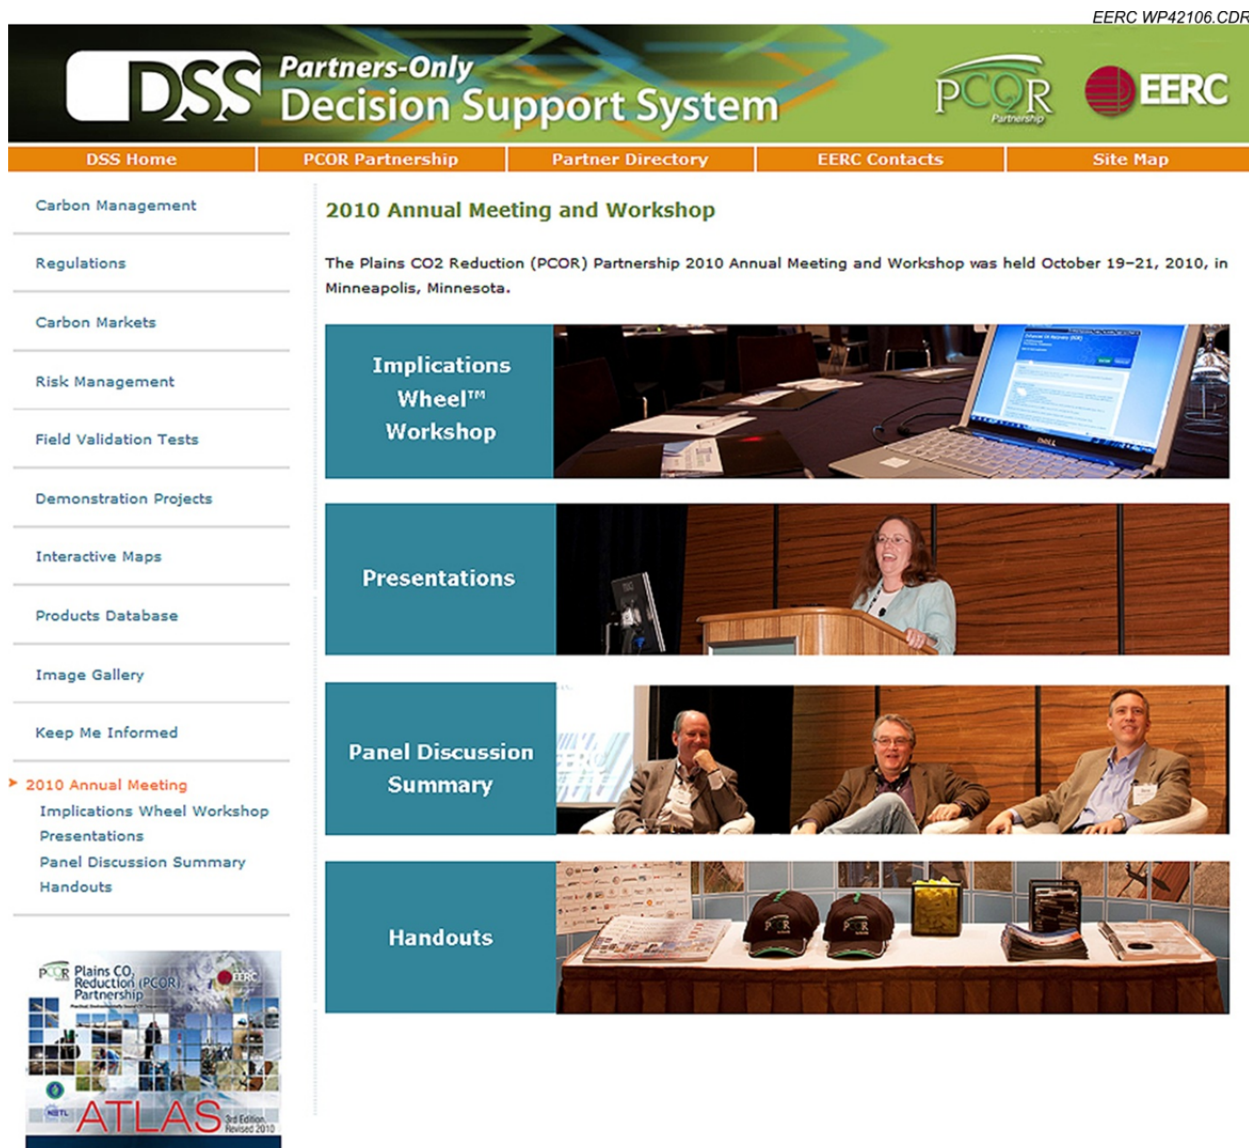 EERC WP42106.CDR
DSS Partners-Only
Decision Support System
PCOR
Partnership
EERC
DSS Home
PCOR Partnership
Partner Directory
EERC Contacts
Site Map
Carbon Management
Regulations
Carbon Markets
Risk Management
Field Validation Tests
Demonstration Projects
Interactive Maps
Products Database
Image Gallery
Keep Me Informed
2010 Annual Meeting
Implications Wheel Workshop
Presentations
Panel Discussion Summary
Handouts
PCOR
Plains CO2
Reduction (PCOR)
Partnership
EERC
NETL
ATLAS
3rd Edition
Revised 2010
2010 Annual Meeting and Workshop
The Plains CO2 Reduction (PCOR) Partnership 2010 Annual Meeting and Workshop was held October 19–21, 2010, in
Minneapolis, Minnesota.
Implications
Wheel™
Workshop
DELL
Presentations
Panel Discussion
Summary
EERC
Handouts
PCOR
PCOR